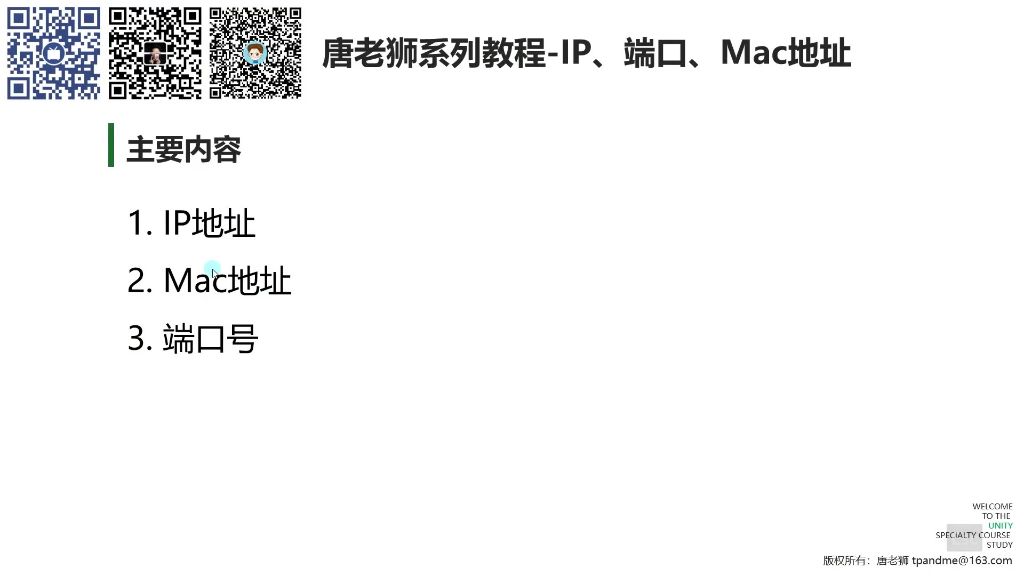 唐老狮系列教程-IP、端口、Mac地址
主要内容
1. IP地址
2. Mac地址
3. 端口号
WELCOME
TO THE
UNITY
SPECIALTY COURSE
STUDY
版权所有：唐老狮 tpandme@163.com